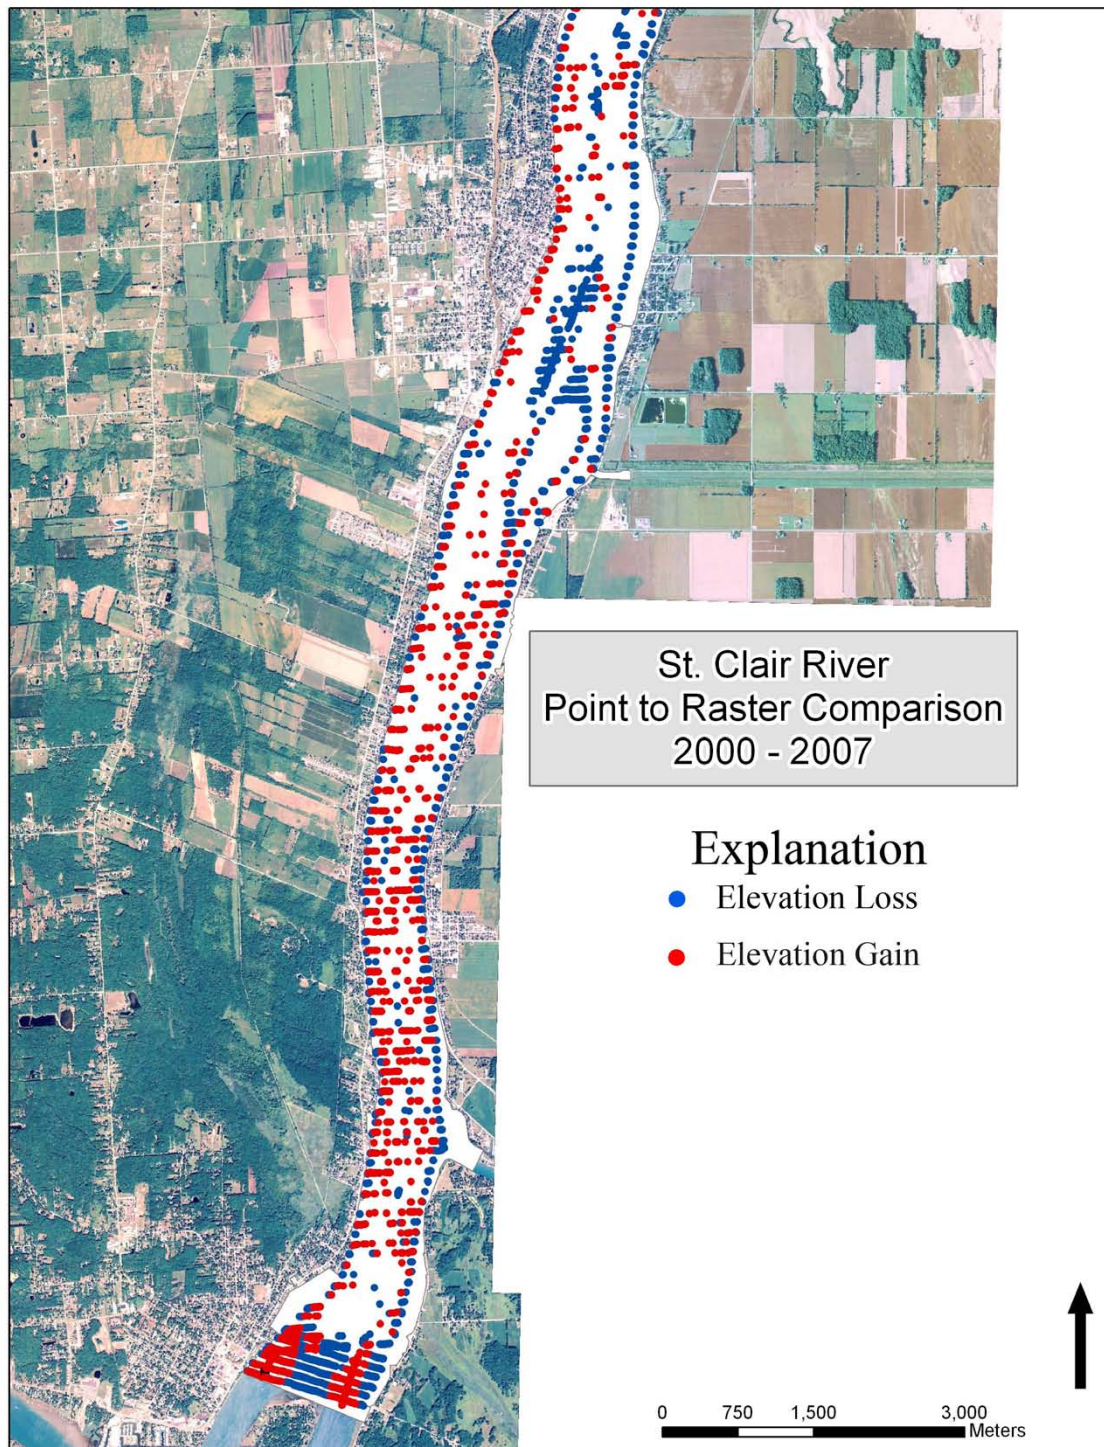 St. Clair River
Point to Raster Comparison
2000 - 2007
Explanation
Elevation Loss
Elevation Gain
0 750 1,500 3,000
Meters